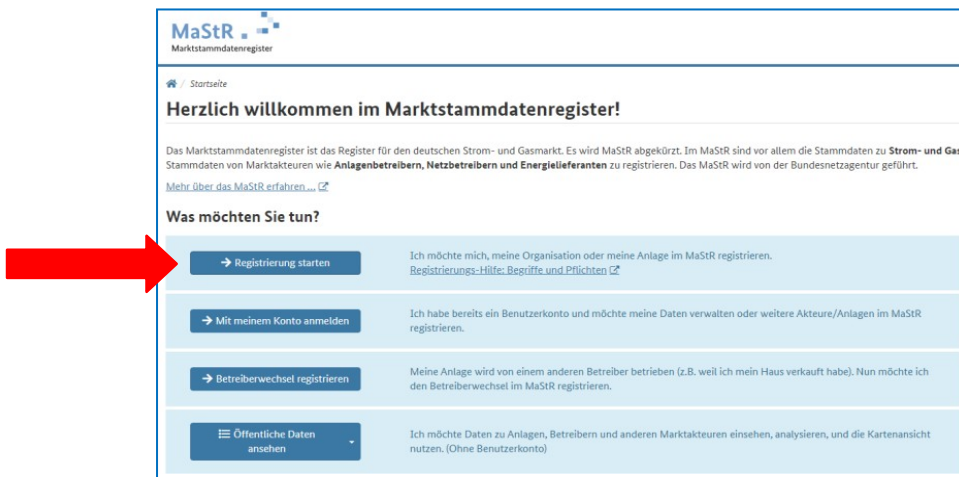 MaStR
Marktstammdatenregister
/ Startseite
Herzlich willkommen im Marktstammdatenregister!
Das Marktstammdatenregister ist das Register für den deutschen Strom- und Gasmarkt. Es wird MaStR abgekürzt. Im MaStR sind vor allem die Stammdaten zu Strom- und Gas
Stammdaten von Marktakteuren wie Anlagenbetreibern, Netzbetreibern und Energielieferanten zu registrieren. Das MaStR wird von der Bundesnetzagentur geführt.
Mehr über das MaStR erfahren ...
Was möchten Sie tun?
→ Registrierung starten
Ich möchte mich, meine Organisation oder meine Anlage im MaStR registrieren.
Registrierungs-Hilfe: Begriffe und Pflichten
→ Mit meinem Konto anmelden
Ich habe bereits ein Benutzerkonto und möchte meine Daten verwalten oder weitere Akteure/Anlagen im MaStR
registrieren.
→ Betreiberwechsel registrieren
Meine Anlage wird von einem anderen Betreiber betrieben (z.B. weil ich mein Haus verkauft habe). Nun möchte ich
den Betreiberwechsel im MaStR registrieren.
Öffentliche Daten
ansehen
Ich möchte Daten zu Anlagen, Betreibern und anderen Marktakteuren einsehen, analysieren, und die Kartenansicht
nutzen. (Ohne Benutzerkonto)